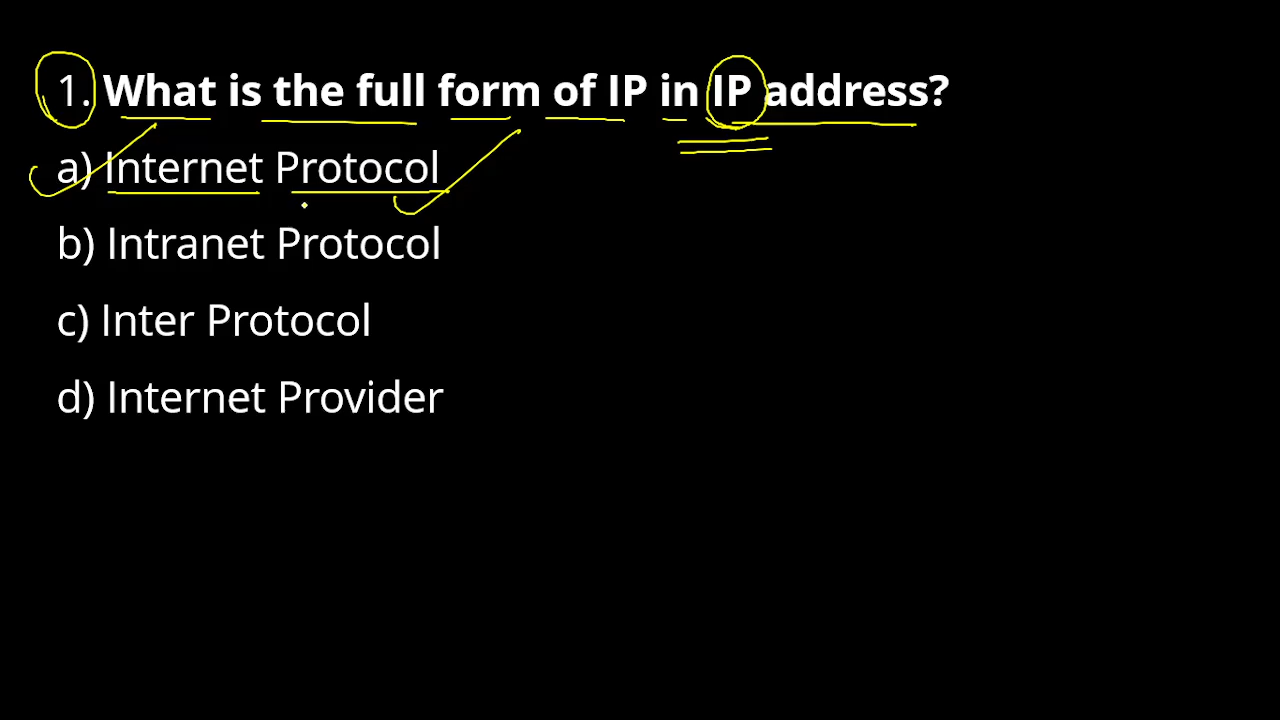 1. What is the full form of IP in IP address?
a) Internet Protocol
b) Intranet Protocol
c) Inter Protocol
d) Internet Provider